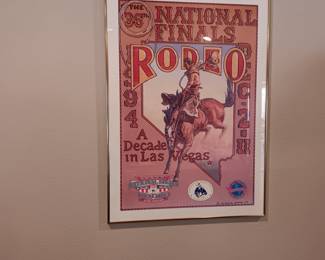 THE
36TH
NATIONAL
FINALS
RODEO
1994
DEC. 2-11
A
Decade
in Las Vegas